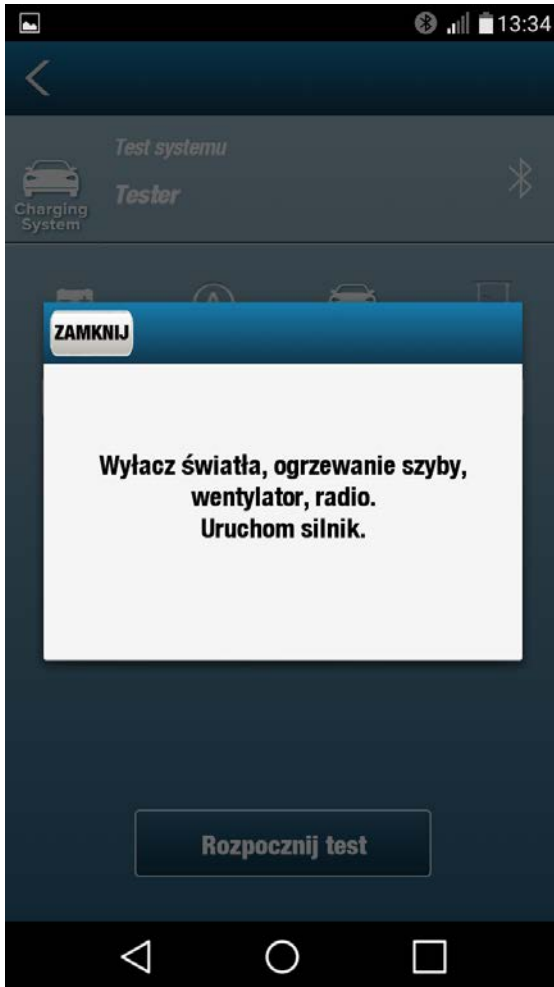 13:34
Test systemu
Tester
Charging
System
A
ZAMKNIJ
Wyłacz światła, ogrzewanie szyby,
wentylator, radio.
Uruchom silnik.
Rozpocznij test